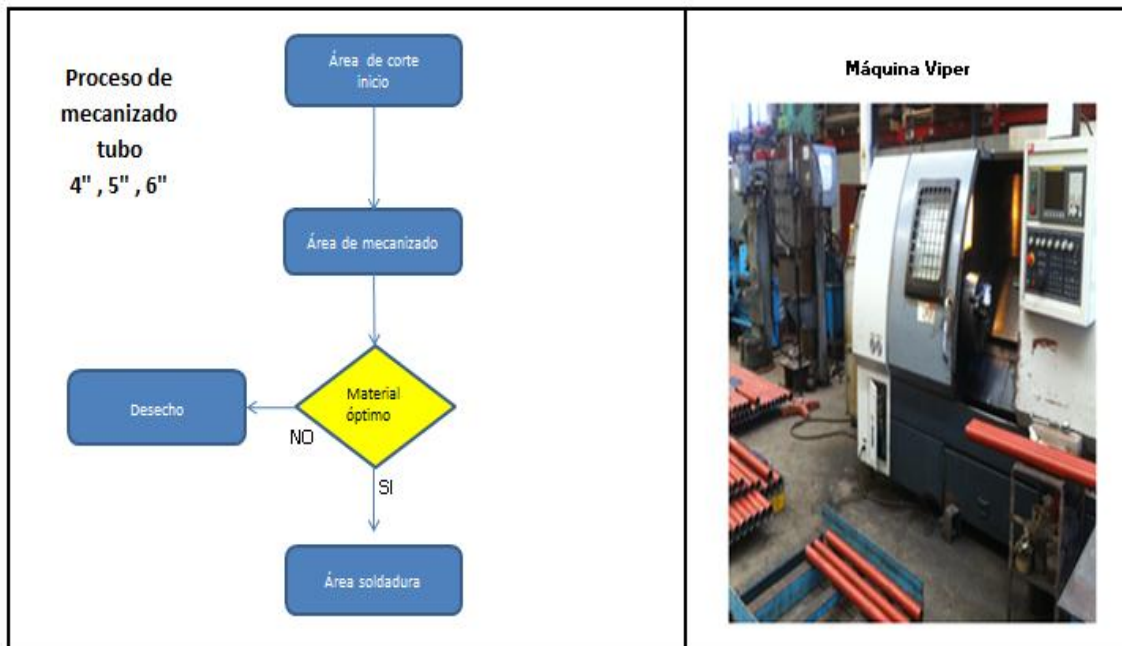 Proceso de
mecanizado
tubo
4" , 5" , 6"
Área de corte
inicio
Área de mecanizado
Material
óptimo
Desecho
NO
SI
Área soldadura
Máquina Viper